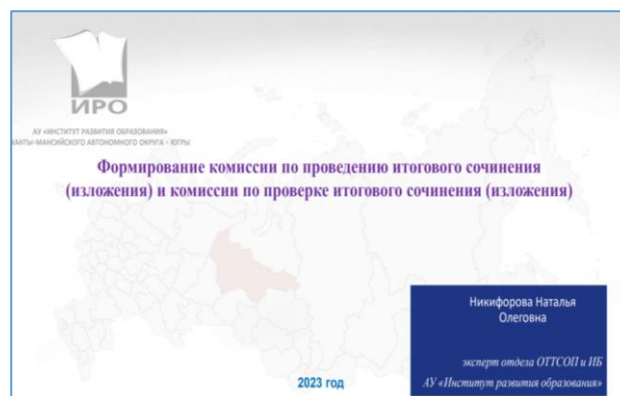 ИРО
АУ «ИНСТИТУТ РАЗВИТИЯ ОБРАЗОВАНИЯ»
ХАНТЫ-МАНСИЙСКОГО АВТОНОМНОГО ОКРУГА - ЮГРЫ
Формирование комиссии по проведению итогового сочинения
(изложения) и комиссии по проверке итогового сочинения (изложения)
Никифорова Наталья
Олеговна
эксперт отдела ОТТСОП и ИБ
АУ «Институт развития образования»
2023 год